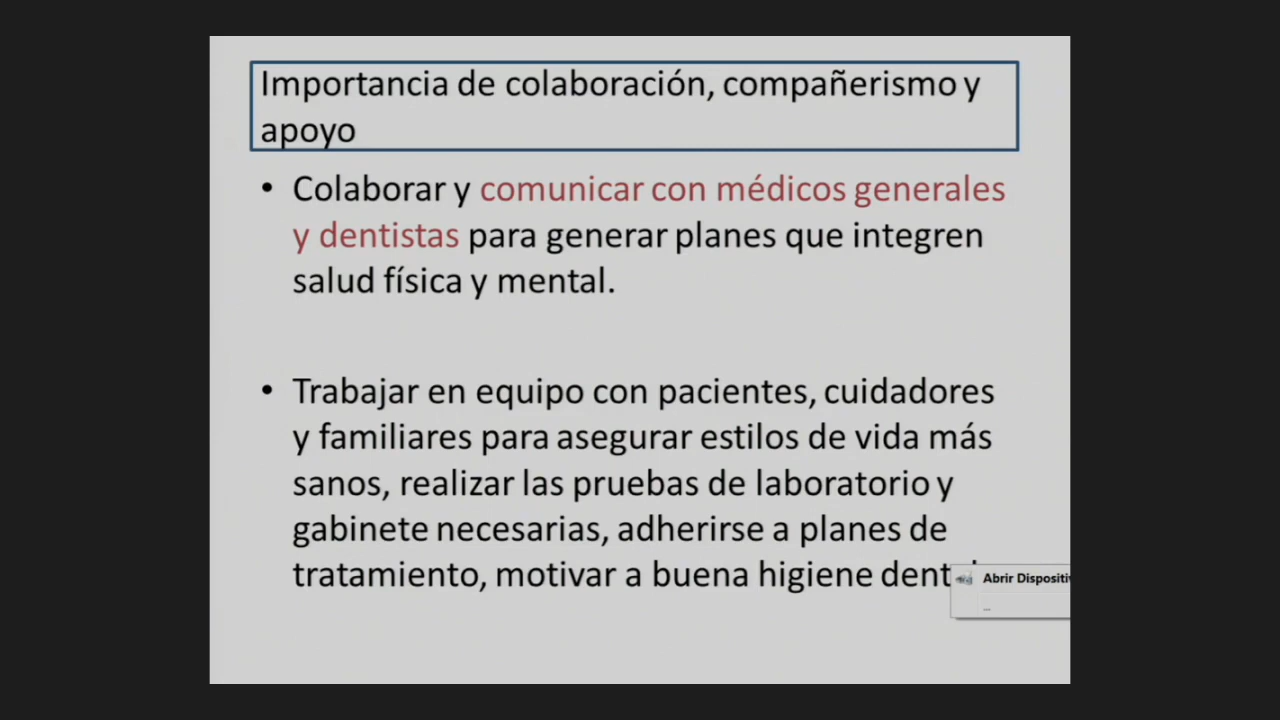 Importancia de colaboración, compañerismo y
apoyo
• Colaborar y comunicar con médicos generales
y dentistas para generar planes que integren
salud física y mental.
• Trabajar en equipo con pacientes, cuidadores
y familiares para asegurar estilos de vida más
sanos, realizar las pruebas de laboratorio y
gabinete necesarias, adherirse a planes de
tratamiento, motivar a buena higiene
Abrir Dispositiv
...